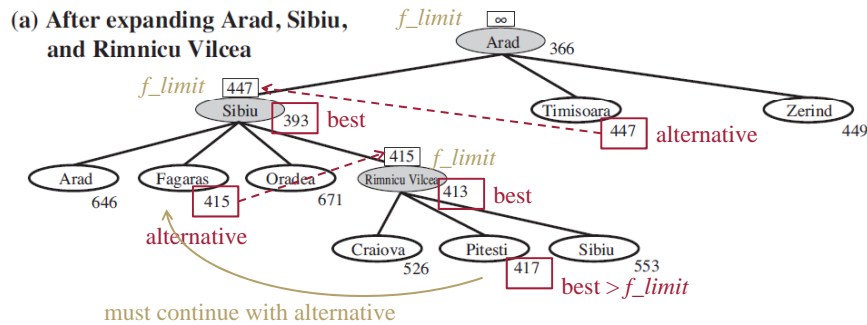 (a) After expanding Arad, Sibiu,
and Rimnicu Vilcea
f_limit ∞
Arad 366
f_limit 447
Sibiu 393 best
Timisoara 447 alternative
Zerind 449
415 f_limit
Arad 646
Fagaras 415 alternative
Oradea 671
Rimnicu Vilcea 413 best
Craiova 526
Pitesti 417
Sibiu 553
best > f_limit
must continue with alternative